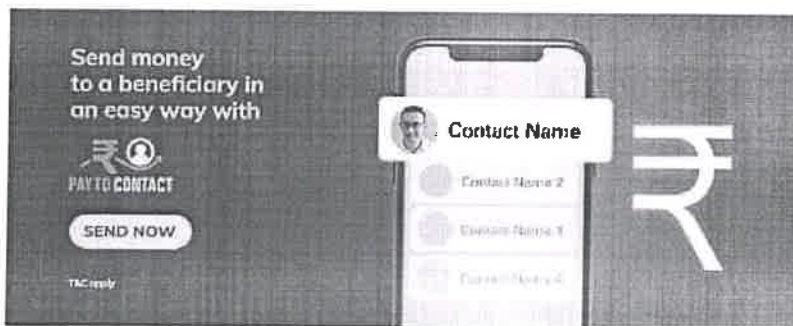 Send money
to a beneficiary in
an easy way with
₹
PAY TO CONTACT
SEND NOW
T&C apply
Contact Name
Contact Name 2
Contact Name
Contact Name 4
₹